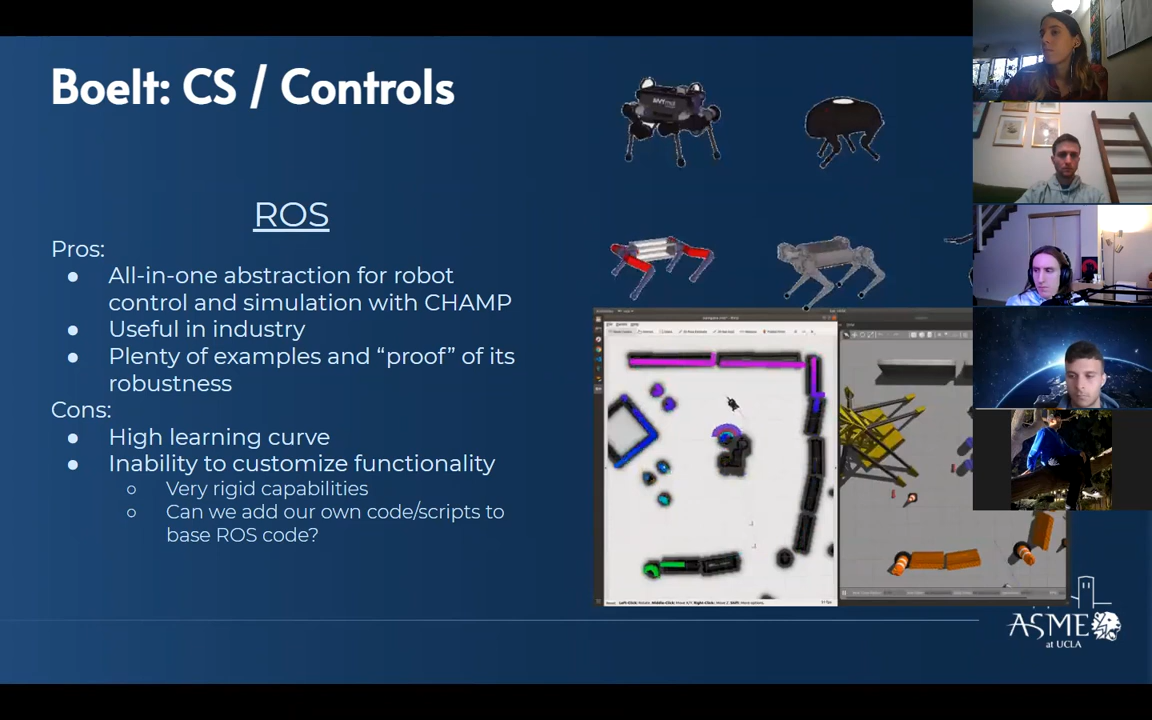 Boelt: CS / Controls
ROS
Pros:
● All-in-one abstraction for robot
control and simulation with CHAMP
● Useful in industry
● Plenty of examples and “proof” of its
robustness
Cons:
● High learning curve
● Inability to customize functionality
○ Very rigid capabilities
○ Can we add our own code/scripts to
base ROS code?
ASME
at UCLA